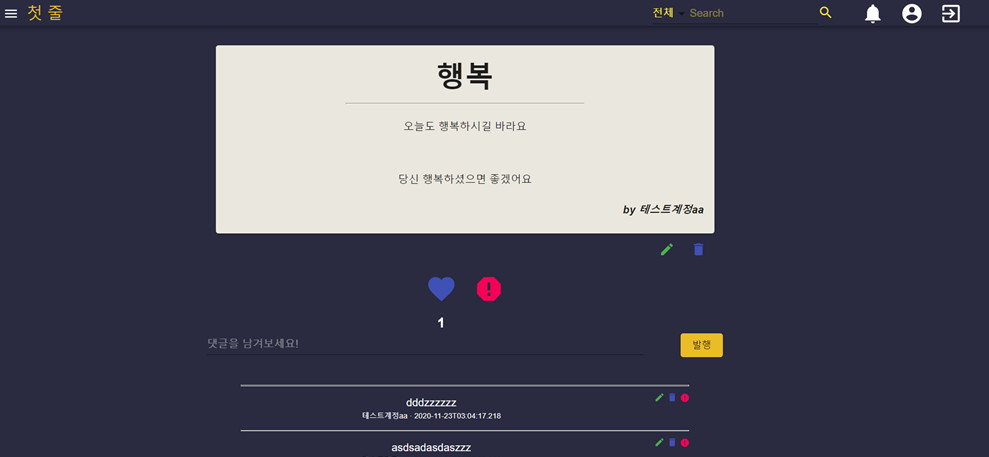 첫 줄
전체 Search
행복
오늘도 행복하시길 바라요
당신 행복하셨으면 좋겠어요
by 테스트계정aa
1
댓글을 남겨보세요!
발행
dddzzzzzz
테스트계정aa · 2020-11-23T03:04:17.218
asdsadasdaszzz